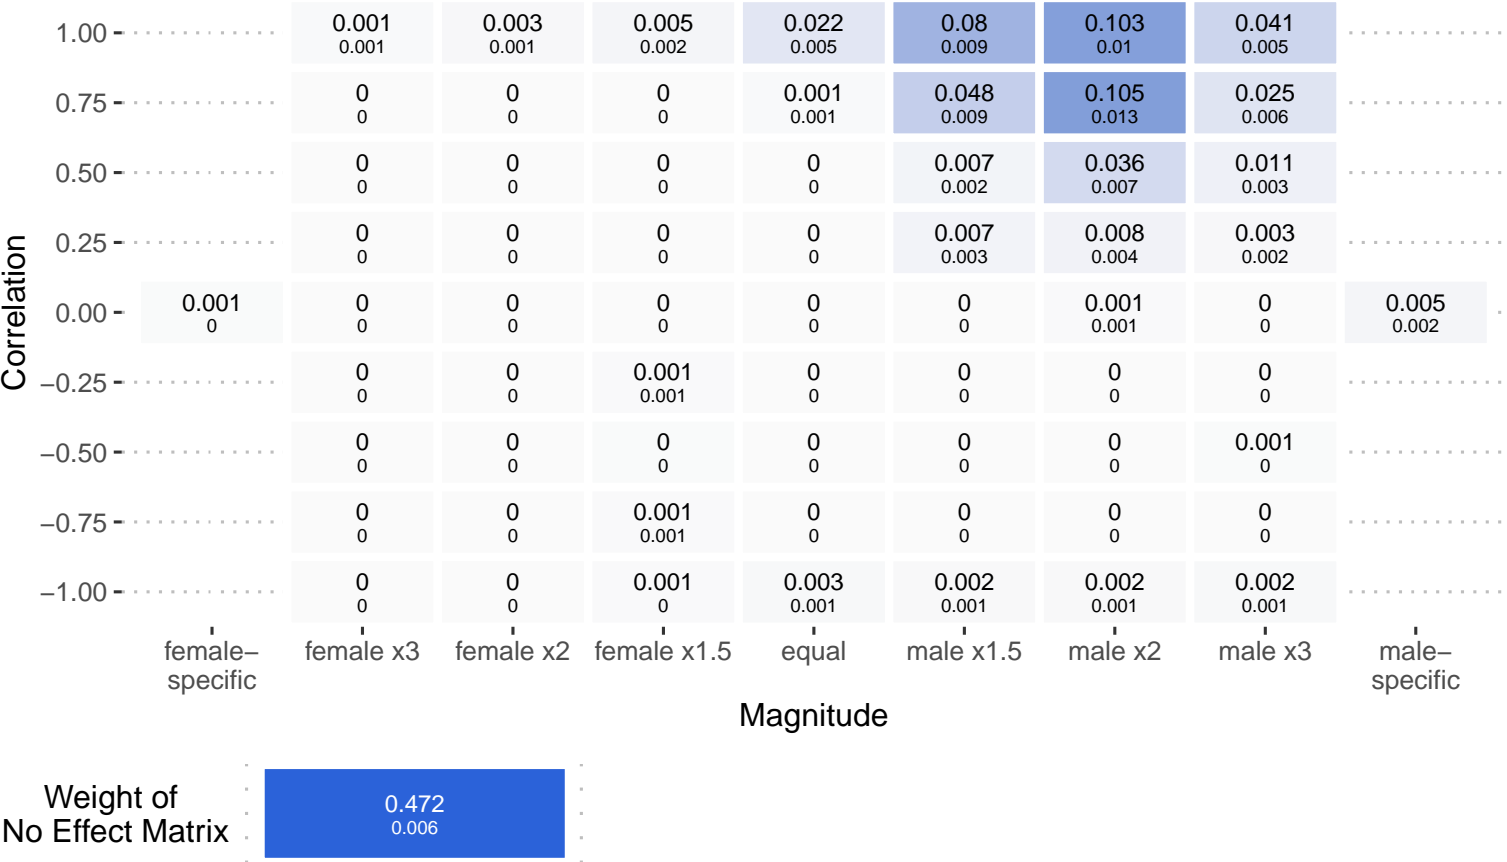 1.00 0.001 0.003 0.005 0.022 0.08 0.103 0.041
0.001 0.001 0.002 0.005 0.009 0.01 0.005
0.75 0 0 0 0.001 0.048 0.105 0.025
0 0 0 0.001 0.009 0.013 0.006
0.50 0 0 0 0 0.007 0.036 0.011
0 0 0 0 0.002 0.007 0.003
0.25 0 0 0 0 0.007 0.008 0.003
0 0 0 0 0.003 0.004 0.002
0.00 0.001 0 0 0 0 0 0.001 0 0.005
0 0 0 0 0 0 0.001 0 0.002
−0.25 0 0 0.001 0 0 0 0
0 0 0.001 0 0 0 0
−0.50 0 0 0 0 0 0 0.001
0 0 0 0 0 0 0
−0.75 0 0 0.001 0 0 0 0
0 0 0.001 0 0 0 0
−1.00 0 0 0.001 0.003 0.002 0.002 0.002
0 0 0 0.001 0.001 0.001 0.001
Correlation
female− female x3 female x2 female x1.5 equal male x1.5 male x2 male x3 male−
specific specific
Magnitude
Weight of
No Effect Matrix
0.472
0.006